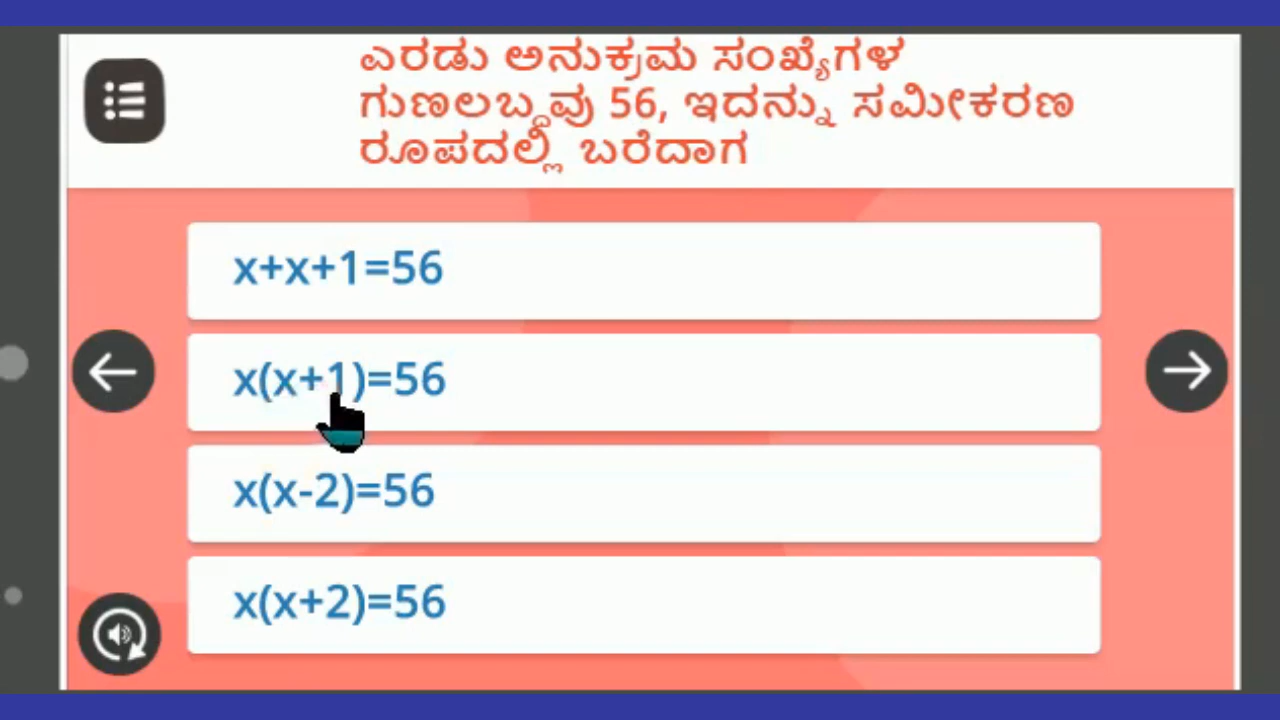 ಎರಡು ಅನುಕ್ರಮ ಸಂಖ್ಯೆಗಳ
ಗುಣಲಬ್ದವು 56, ಇದನ್ನು ಸಮೀಕರಣ
ರೂಪದಲ್ಲಿ ಬರೆದಾಗ
x+x+1=56
x(x+1)=56
x(x-2)=56
x(x+2)=56